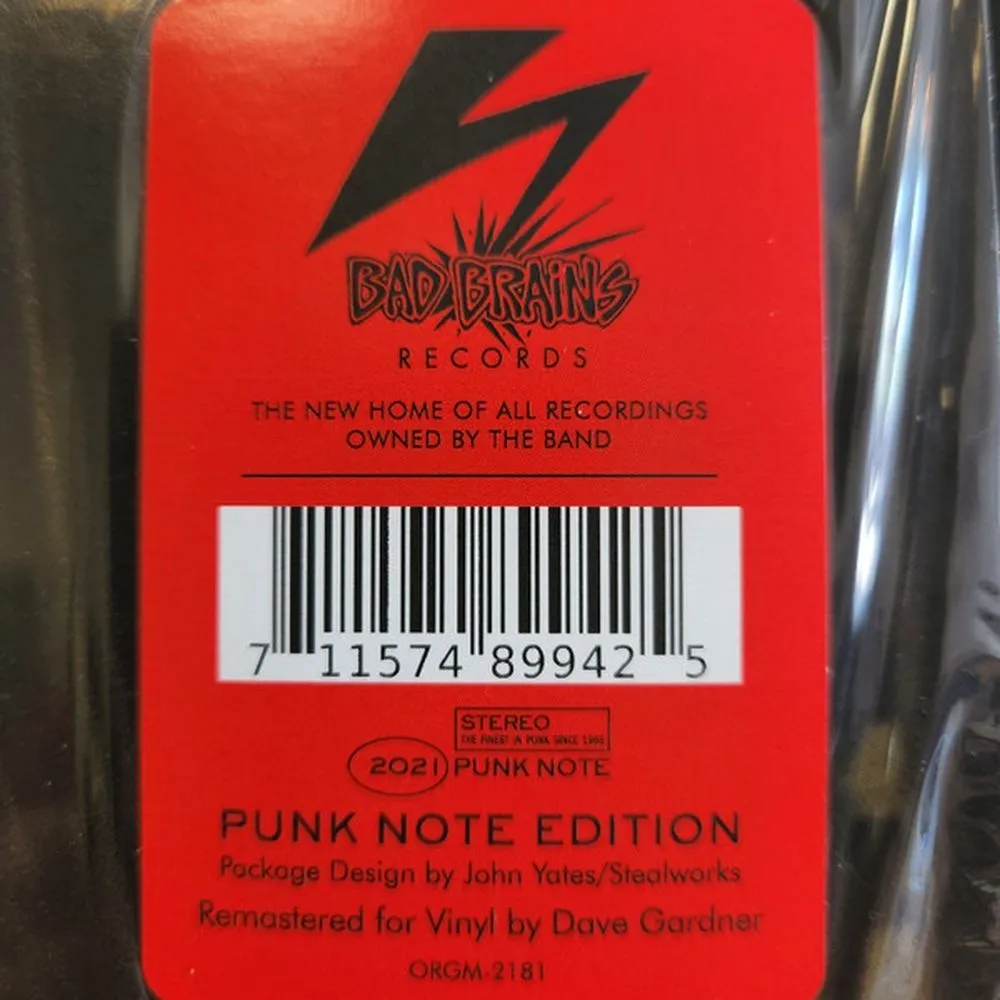 BAD BRAINS
RECORDS
THE NEW HOME OF ALL RECORDINGS
OWNED BY THE BAND
7 11574 89942 5
STEREO
THE FINEST IN PUNK SINCE
2021 PUNK NOTE
PUNK NOTE EDITION
Package Design by John Yates/Stealworks
Remastered for Vinyl by Dave Gardner
ORGM-2181